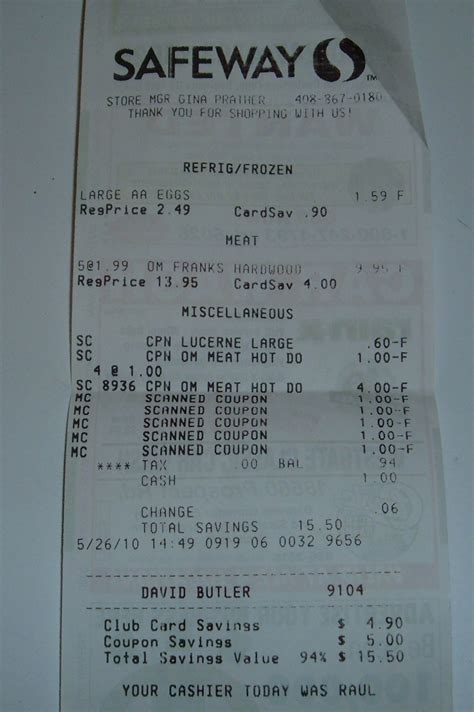 SAFEWAY
TM
STORE MGR GINA PRATHER 408-867-0180
THANK YOU FOR SHOPPING WITH US!
REFRIG/FROZEN
LARGE AA EGGS 1.59 F
RegPrice 2.49 CardSav .90
MEAT
5@1.99 OM FRANKS HARDWOOD 9.95 F
RegPrice 13.95 CardSav 4.00
MISCELLANEOUS
SC CPN LUCERNE LARGE .60-F
SC CPN OM MEAT HOT DO 1.00-F
4 @ 1.00
SC 8936 CPN OM MEAT HOT DO 4.00-F
MC SCANNED COUPON 1.00-F
MC SCANNED COUPON 1.00-F
MC SCANNED COUPON 1.00-F
MC SCANNED COUPON 1.00-F
MC SCANNED COUPON 1.00-F
**** TAX .00 BAL .94
CASH 1.00
CHANGE .06
TOTAL SAVINGS 15.50
5/26/10 14:49 0919 06 0032 9656
DAVID BUTLER 9104
Club Card Savings $ 4.90
Coupon Savings $ 5.00
Total Savings Value 94% $ 15.50
YOUR CASHIER TODAY WAS RAUL